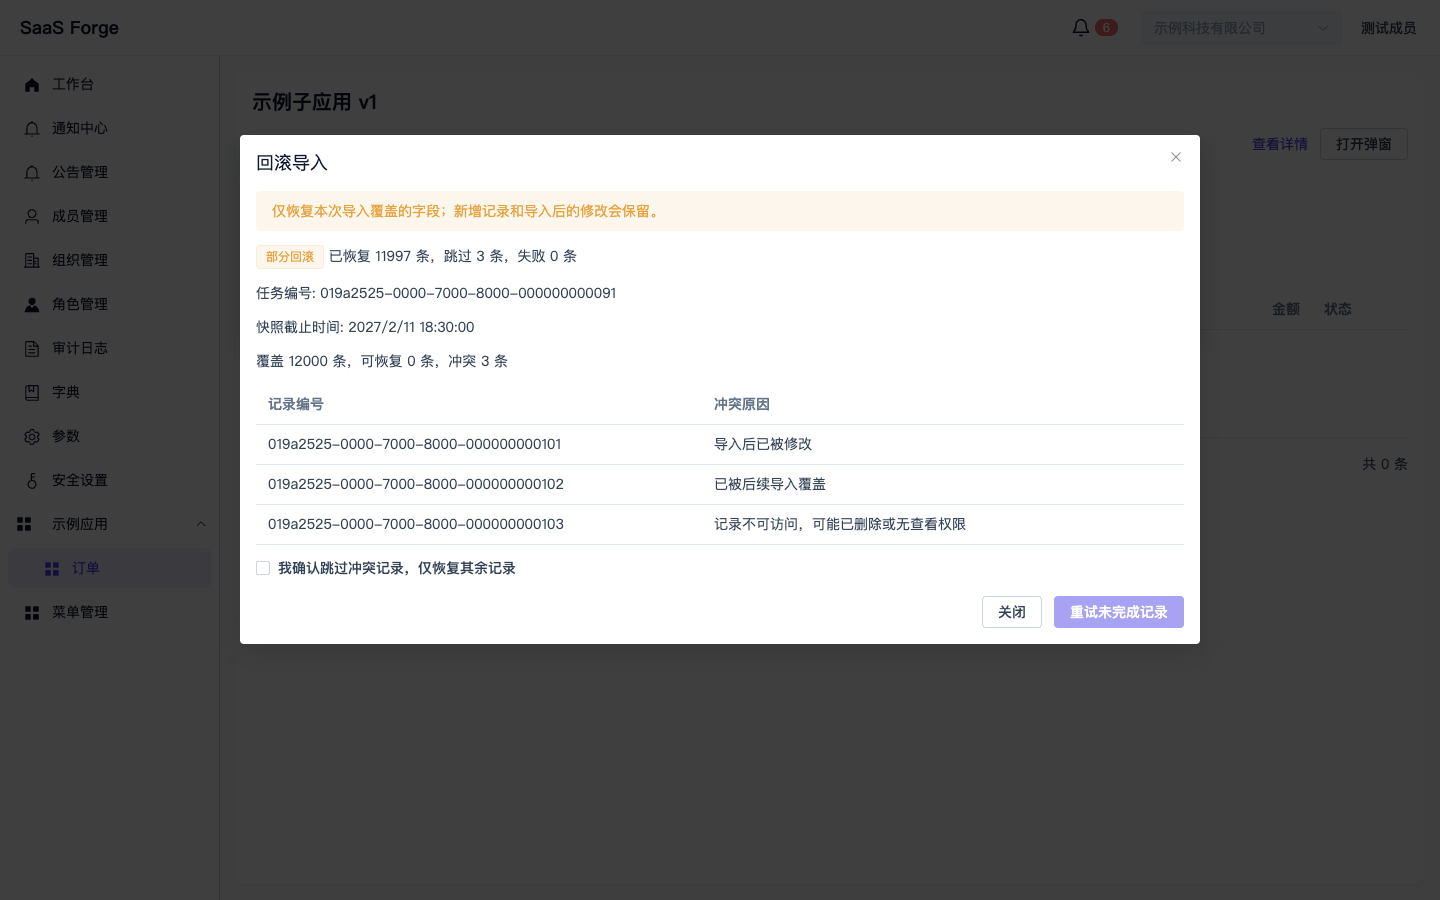 SaaS Forge
6
示例科技有限公司
测试成员
工作台
通知中心
公告管理
成员管理
组织管理
角色管理
审计日志
字典
参数
安全设置
示例应用
订单
菜单管理
示例子应用 v1
查看详情
打开弹窗
金额 状态
共 0 条
回滚导入
仅恢复本次导入覆盖的字段；新增记录和导入后的修改会保留。
部分回滚 已恢复 11997 条，跳过 3 条，失败 0 条
任务编号: 019a2525-0000-7000-8000-000000000091
快照截止时间: 2027/2/11 18:30:00
覆盖 12000 条，可恢复 0 条，冲突 3 条
记录编号 冲突原因
019a2525-0000-7000-8000-000000000101 导入后已被修改
019a2525-0000-7000-8000-000000000102 已被后续导入覆盖
019a2525-0000-7000-8000-000000000103 记录不可访问，可能已删除或无查看权限
我确认跳过冲突记录，仅恢复其余记录
关闭 重试未完成记录